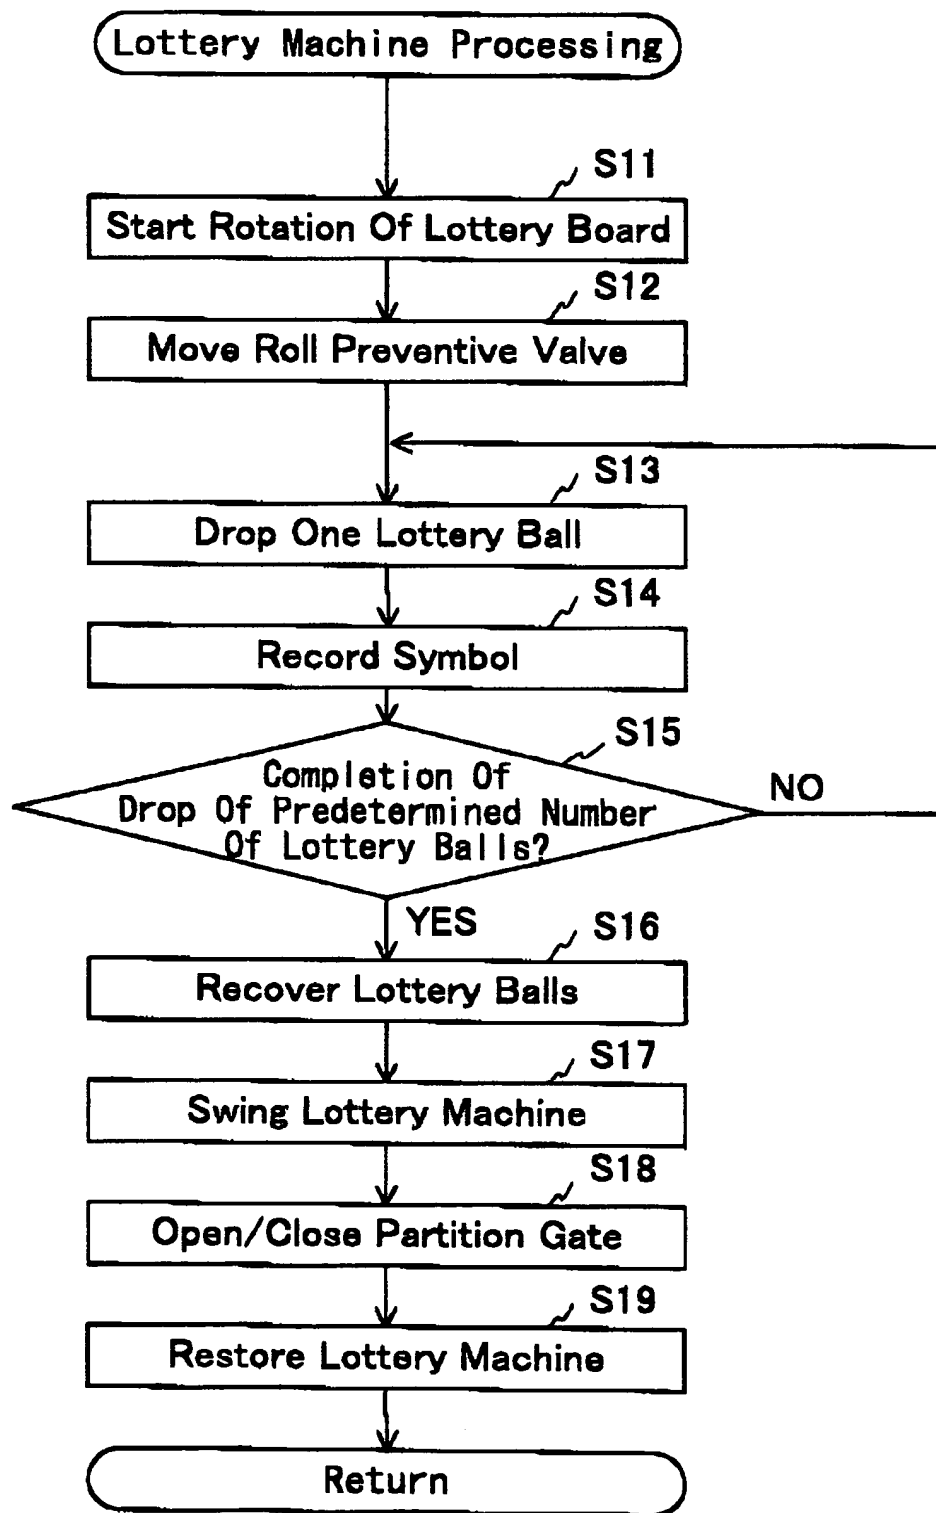 Lottery Machine Processing
S11
Start Rotation Of Lottery Board
S12
Move Roll Preventive Valve
S13
Drop One Lottery Ball
S14
Record Symbol
S15
Completion Of
Drop Of Predetermined Number
Of Lottery Balls?
NO
YES
S16
Recover Lottery Balls
S17
Swing Lottery Machine
S18
Open/Close Partition Gate
S19
Restore Lottery Machine
Return